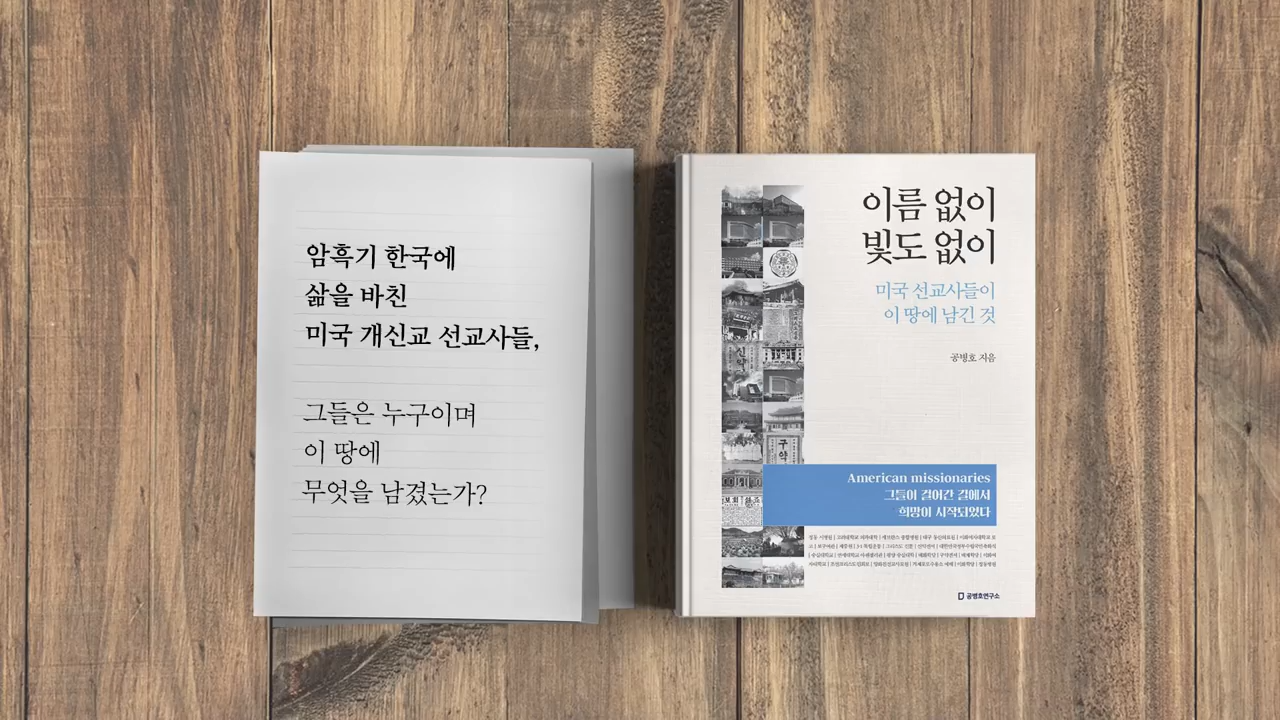 암흑기 한국에
삶을 바친
미국 개신교 선교사들,
그들은 누구이며
이 땅에
무엇을 남겼는가?
이름 없이
빛도 없이
미국 선교사들이
이 땅에 남긴 것
공병호 지음
구약
American missionaries
그들이 걸어간 길에서
희망이 시작되었다
공병호연구소